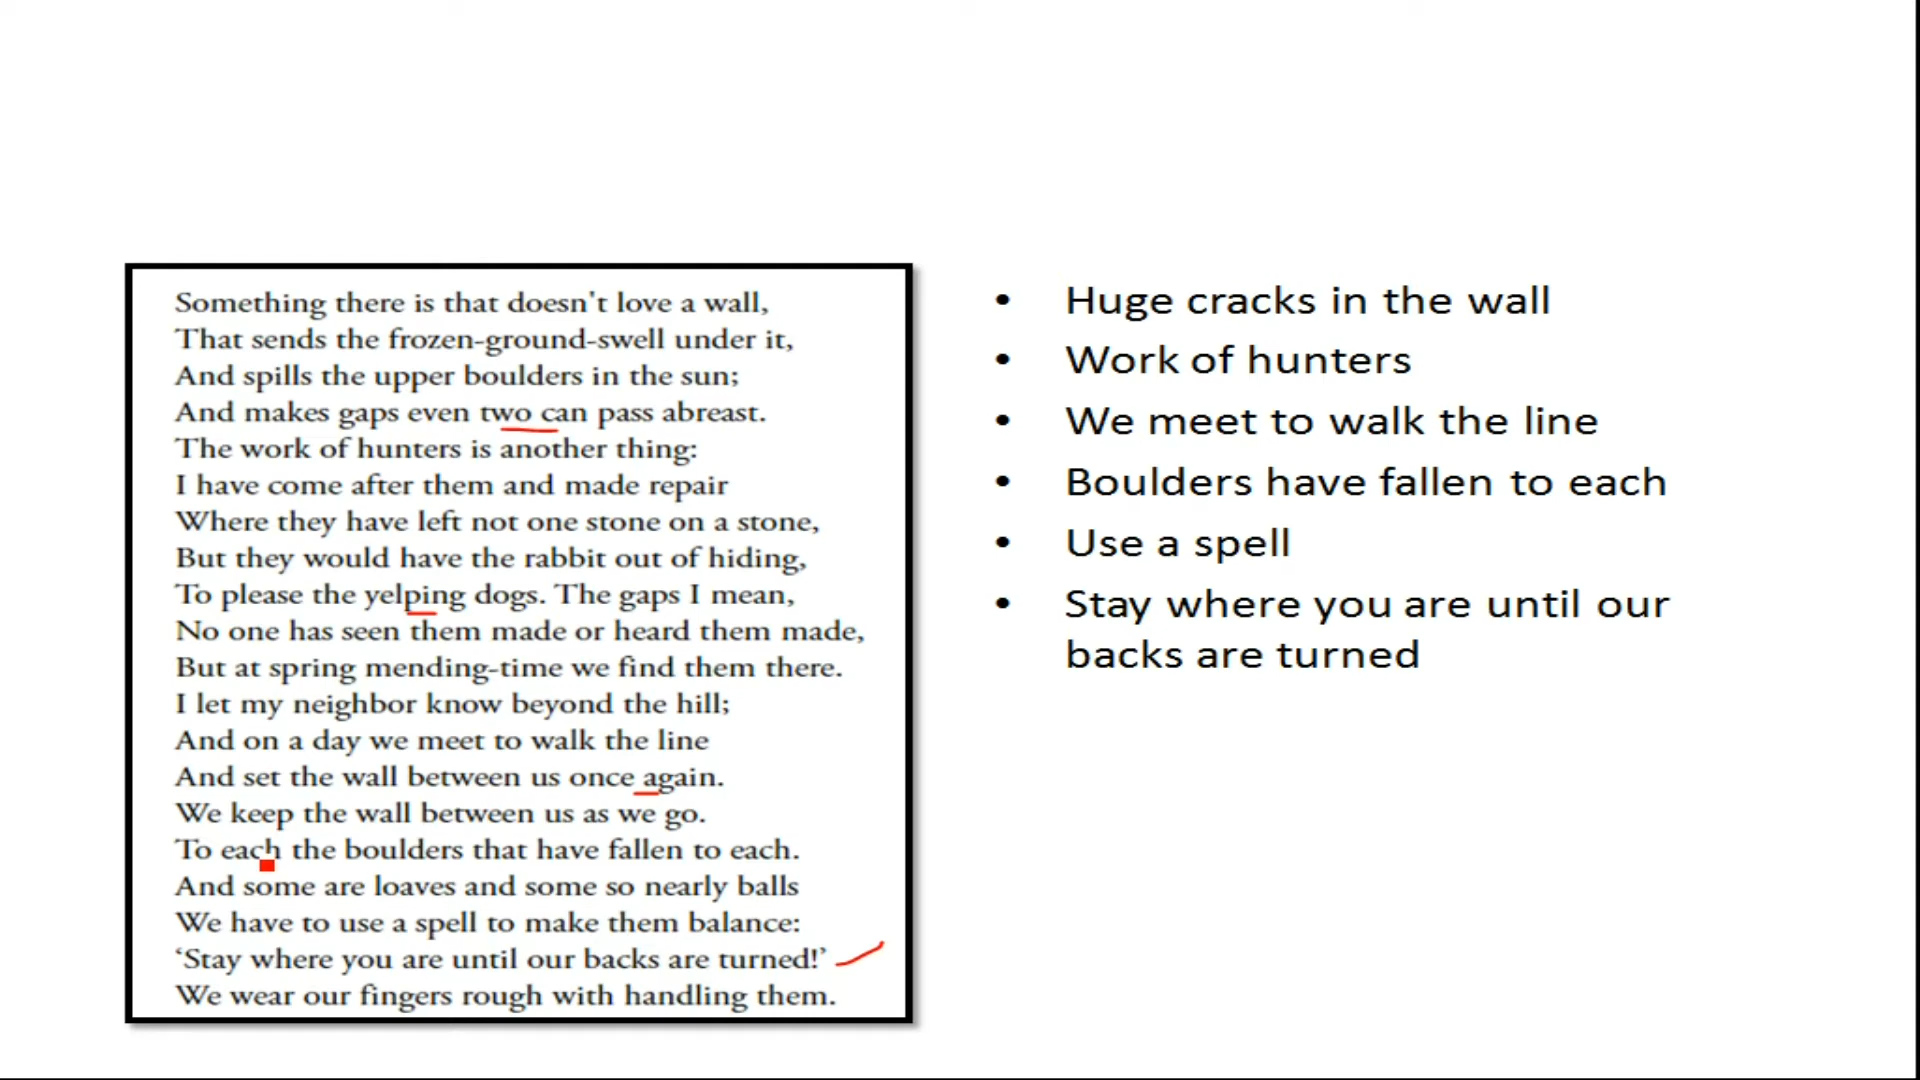 Something there is that doesn't love a wall,
That sends the frozen-ground-swell under it,
And spills the upper boulders in the sun;
And makes gaps even two can pass abreast.
The work of hunters is another thing:
I have come after them and made repair
Where they have left not one stone on a stone,
But they would have the rabbit out of hiding,
To please the yelping dogs. The gaps I mean,
No one has seen them made or heard them made,
But at spring mending-time we find them there.
I let my neighbor know beyond the hill;
And on a day we meet to walk the line
And set the wall between us once again.
We keep the wall between us as we go.
To each the boulders that have fallen to each.
And some are loaves and some so nearly balls
We have to use a spell to make them balance:
‘Stay where you are until our backs are turned!’
We wear our fingers rough with handling them.
• Huge cracks in the wall
• Work of hunters
• We meet to walk the line
• Boulders have fallen to each
• Use a spell
• Stay where you are until our
backs are turned